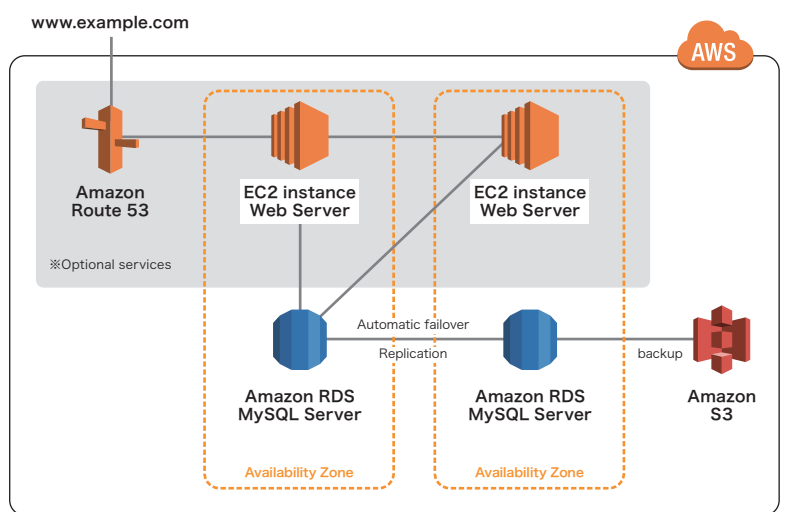 www.example.com
AWS
Amazon
Route 53
EC2 instance
Web Server
EC2 instance
Web Server
※Optional services
Automatic failover
Replication
backup
Amazon RDS
MySQL Server
Amazon RDS
MySQL Server
Amazon
S3
Availability Zone
Availability Zone